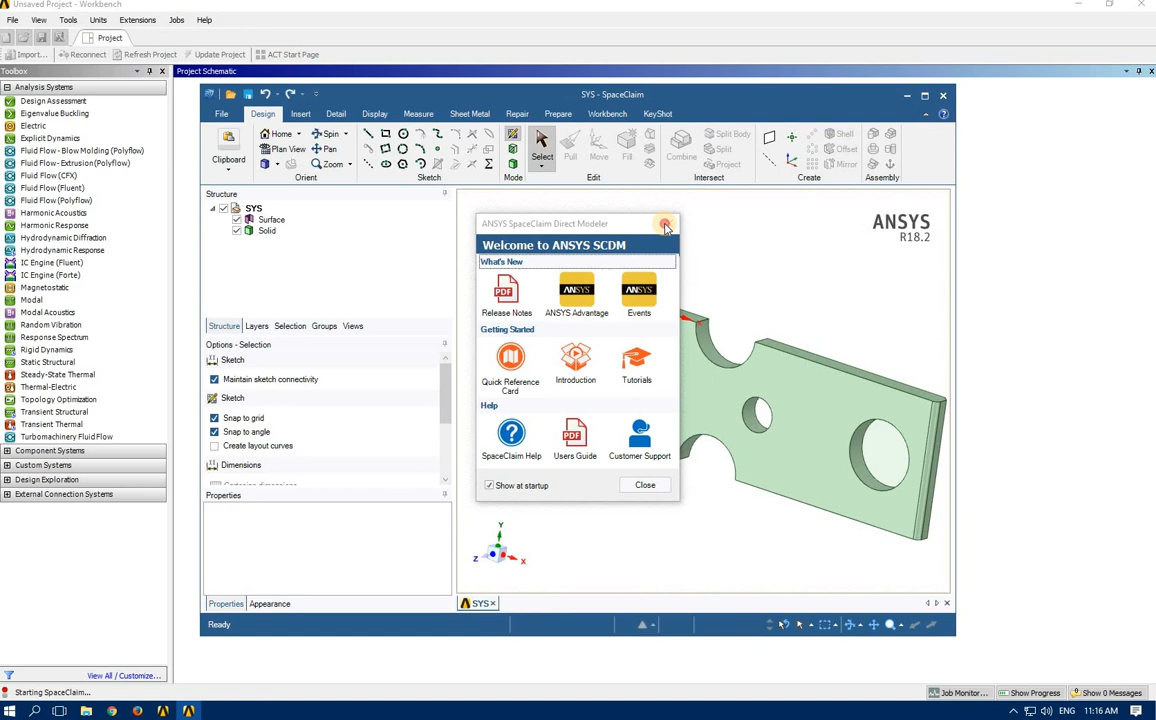 Unsaved Project - Workbench
File View Tools Units Extensions Jobs Help
Project
Import... Reconnect Refresh Project Update Project ACT Start Page
Toolbox
Project Schematic
Analysis Systems
Design Assessment
Eigenvalue Buckling
Electric
Explicit Dynamics
Fluid Flow - Blow Molding (Polyflow)
Fluid Flow - Extrusion (Polyflow)
Fluid Flow (CFX)
Fluid Flow (Fluent)
Fluid Flow (Polyflow)
Harmonic Acoustics
Harmonic Response
Hydrodynamic Diffraction
Hydrodynamic Response
IC Engine (Fluent)
IC Engine (Forte)
Magnetostatic
Modal
Modal Acoustics
Random Vibration
Response Spectrum
Rigid Dynamics
Static Structural
Steady-State Thermal
Thermal-Electric
Topology Optimization
Transient Structural
Transient Thermal
Turbomachinery Fluid Flow
Component Systems
Custom Systems
Design Exploration
External Connection Systems
View All / Customize...
SYS - SpaceClaim
File Design Insert Detail Display Measure Sheet Metal Repair Prepare Workbench KeyShot
Clipboard
Home Spin
Plan View Pan
Zoom
Orient
Sketch
Mode
Select Pull Move Fill
Edit
Combine Split Body
Split
Project
Intersect
Shell
Offset
Mirror
Create
Assembly
Structure
SYS
Surface
Solid
Structure Layers Selection Groups Views
Options - Selection
Sketch
Maintain sketch connectivity
Sketch
Snap to grid
Snap to angle
Create layout curves
Dimensions
Properties
Properties Appearance
ANSYS
R18.2
ANSYS SpaceClaim Direct Modeler
Welcome to ANSYS SCDM
What's New
Release Notes ANSYS Advantage Events
Getting Started
Quick Reference Card Introduction Tutorials
Help
SpaceClaim Help Users Guide Customer Support
Show at startup Close
Y
Z
X
SYS
Ready
Starting SpaceClaim...
Job Monitor... Show Progress Show 0 Messages
ENG 11:16 AM